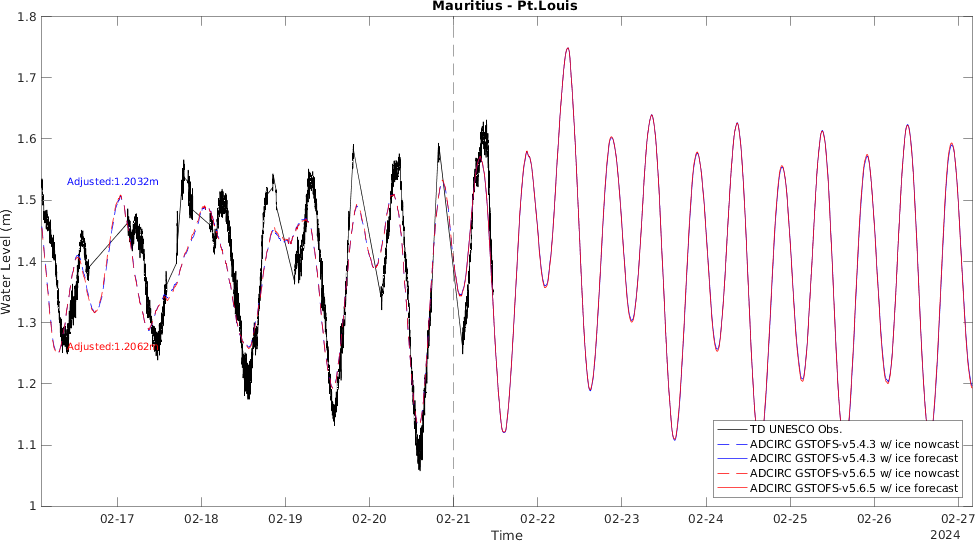 Mauritius - Pt.Louis
1.8
1.7
1.6
1.5
1.4
1.3
1.2
1.1
1
Water Level (m)
Adjusted:1.2032m
Adjusted:1.2062m
TD UNESCO Obs.
ADCIRC GSTOFS-v5.4.3 w/ ice nowcast
ADCIRC GSTOFS-v5.4.3 w/ ice forecast
ADCIRC GSTOFS-v5.6.5 w/ ice nowcast
ADCIRC GSTOFS-v5.6.5 w/ ice forecast
02-17 02-18 02-19 02-20 02-21 02-22 02-23 02-24 02-25 02-26 02-27
Time
2024